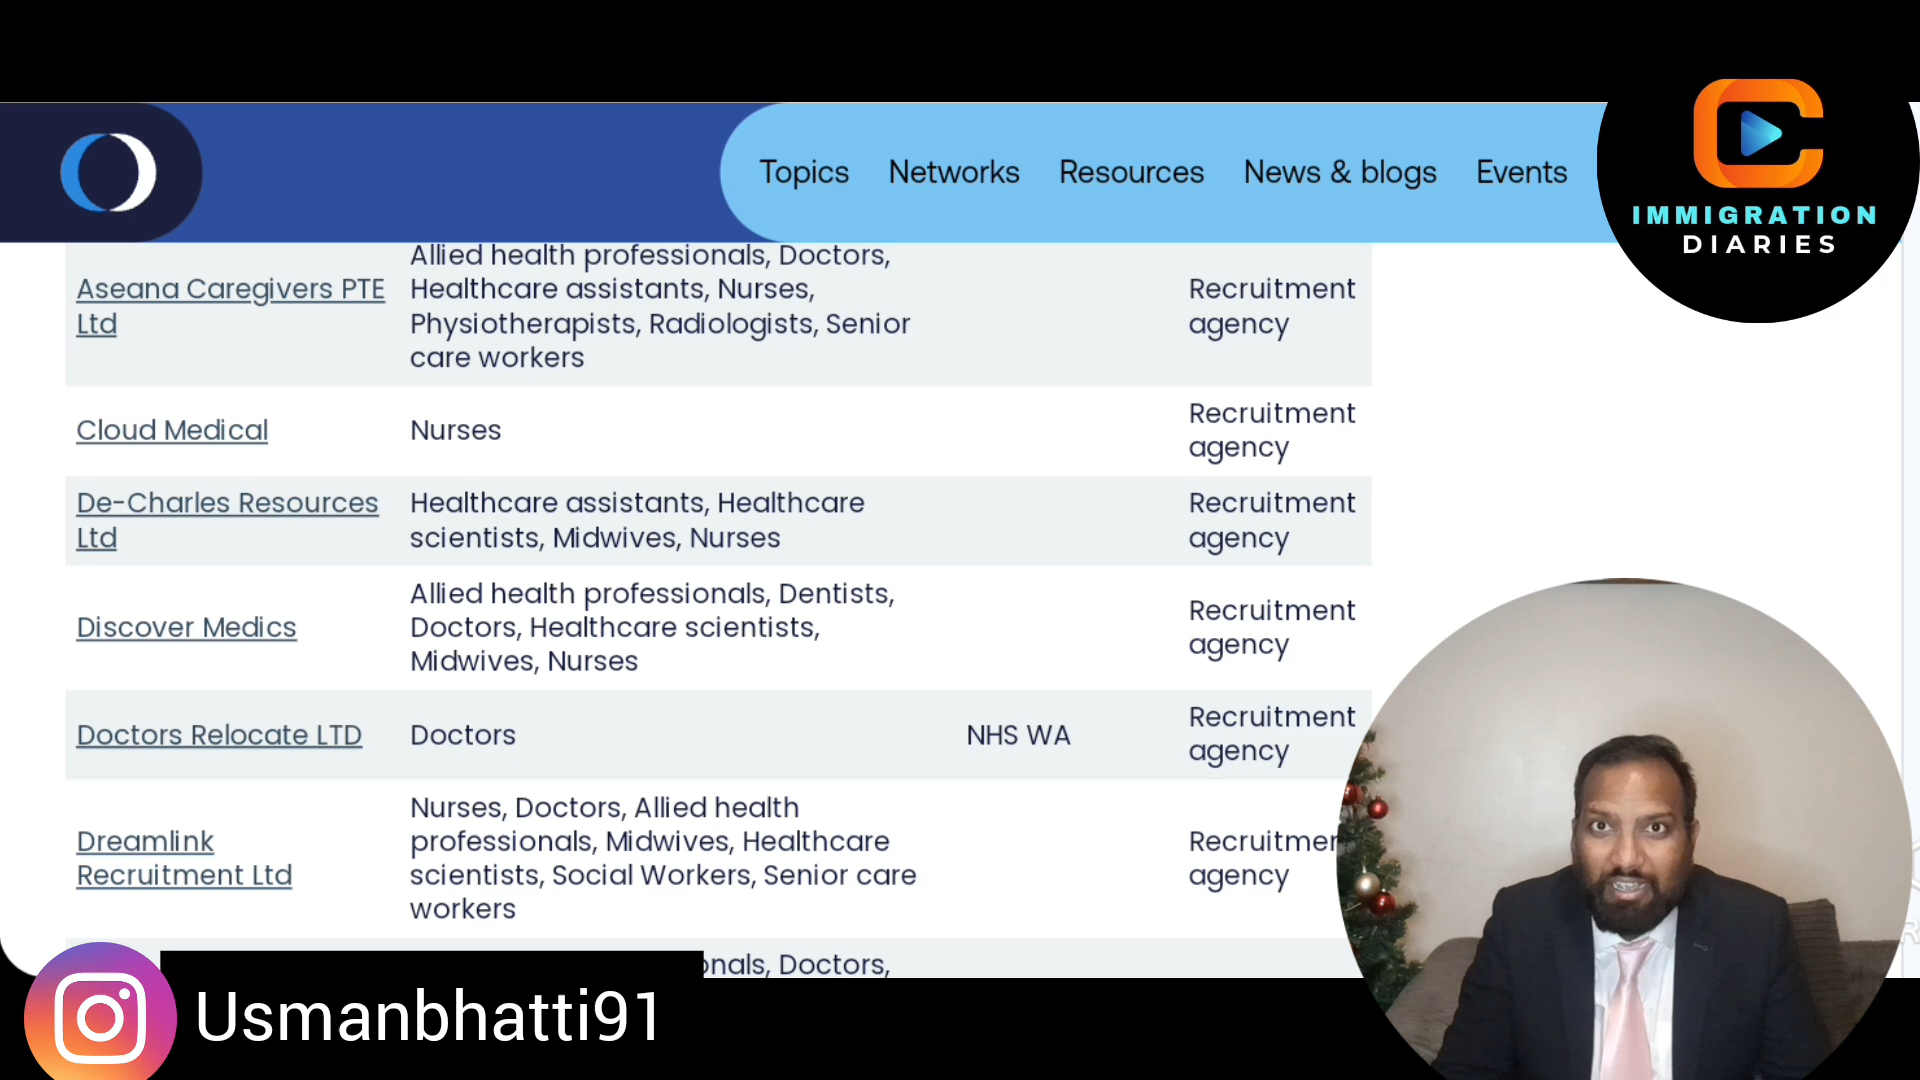 Topics Networks Resources News & blogs Events
IMMIGRATION
DIARIES
Aseana Caregivers PTE
Ltd
Allied health professionals, Doctors,
Healthcare assistants, Nurses,
Physiotherapists, Radiologists, Senior
care workers
Recruitment
agency
Cloud Medical
Nurses
Recruitment
agency
De-Charles Resources
Ltd
Healthcare assistants, Healthcare
scientists, Midwives, Nurses
Recruitment
agency
Discover Medics
Allied health professionals, Dentists,
Doctors, Healthcare scientists,
Midwives, Nurses
Recruitment
agency
Doctors Relocate LTD
Doctors
NHS WA
Recruitment
agency
Dreamlink
Recruitment Ltd
Nurses, Doctors, Allied health
professionals, Midwives, Healthcare
scientists, Social Workers, Senior care
workers
agency
Doctors,
Usmanbhatti91